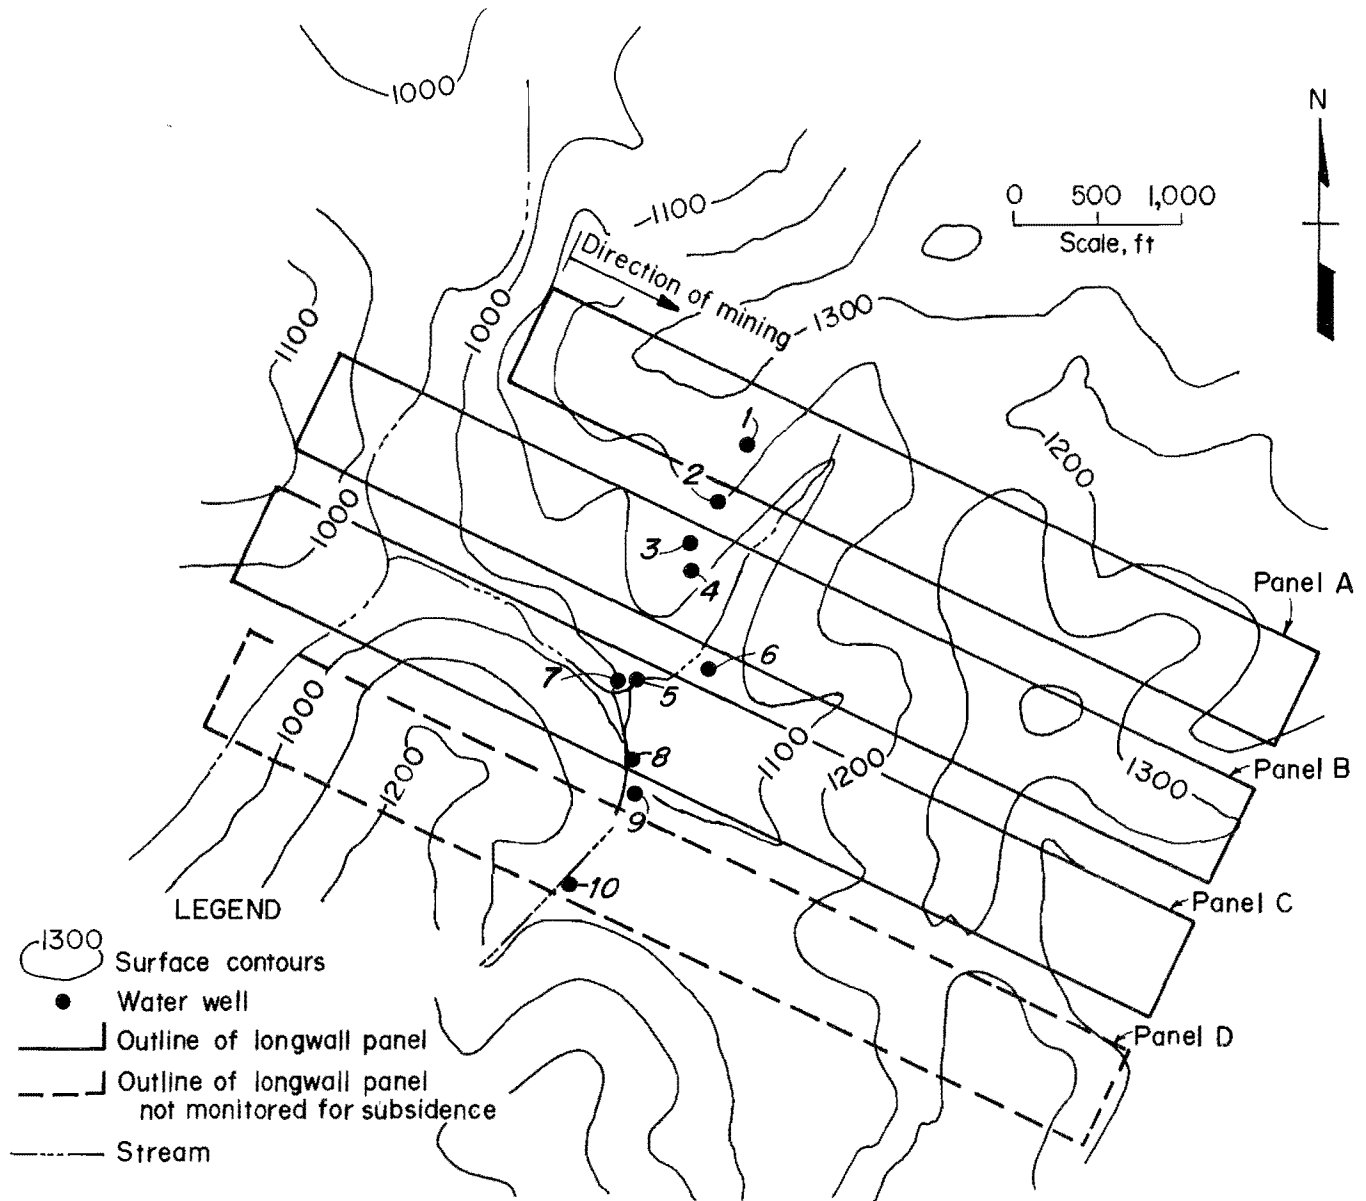 1000
N
0 500 1,000
Scale, ft
1100
Direction of mining
1300
1000
1100
1
1200
2
1000
3
4
Panel A
6
7
5
1000
1100
1200
8
1300
Panel B
1200
9
10
Panel C
LEGEND
1300
Surface contours
Water well
Outline of longwall panel
Outline of longwall panel
not monitored for subsidence
Stream
Panel D